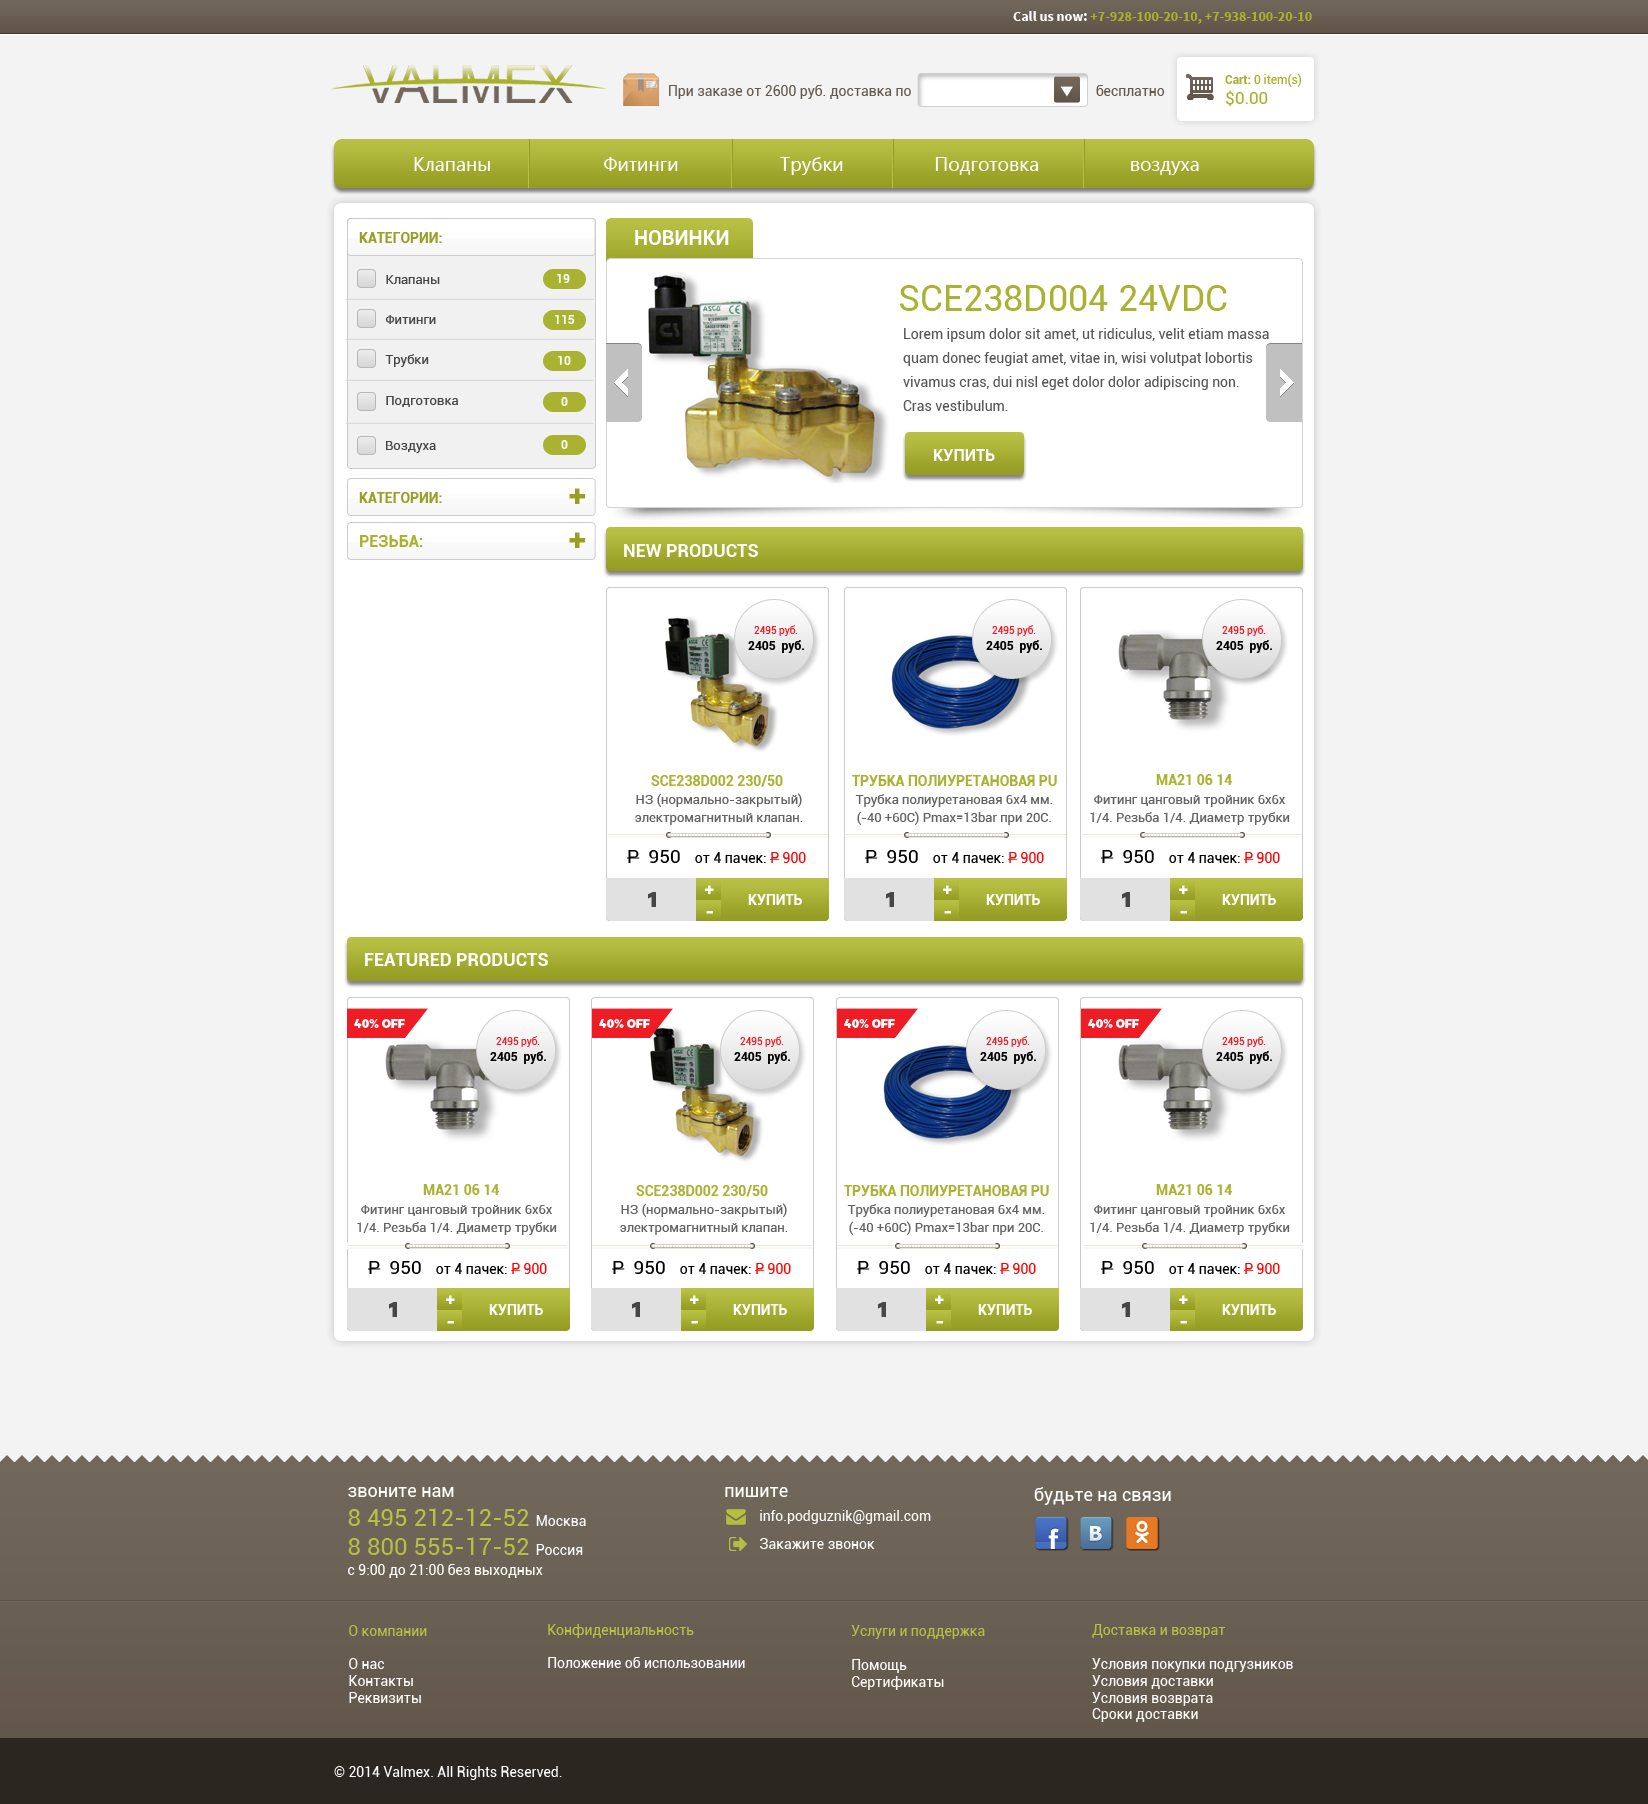 Call us now: +7-928-100-20-10, +7-938-100-20-10
VALMEX
При заказе от 2600 руб. доставка по
бесплатно
Cart: 0 item(s)
$0.00
Клапаны
Фитинги
Трубки
Подготовка
воздуха
КАТЕГОРИИ:
Клапаны 19
Фитинги 115
Трубки 10
Подготовка 0
Воздуха 0
КАТЕГОРИИ:
РЕЗЬБА:
НОВИНКИ
ASCO
SCE238D004 24VDC
Lorem ipsum dolor sit amet, ut ridiculus, velit etiam massa
quam donec feugiat amet, vitae in, wisi volutpat lobortis
vivamus cras, dui nisl eget dolor dolor adipiscing non.
Cras vestibulum.
КУПИТЬ
NEW PRODUCTS
2495 руб.
2405 руб.
SCE238D002 230/50
НЗ (нормально-закрытый)
электромагнитный клапан.
₽ 950 от 4 пачек: ₽ 900
1 + - КУПИТЬ
2495 руб.
2405 руб.
ТРУБКА ПОЛИУРЕТАНОВАЯ PU
Трубка полиуретановая 6х4 мм.
(-40 +60С) Pmax=13bar при 20С.
₽ 950 от 4 пачек: ₽ 900
1 + - КУПИТЬ
2495 руб.
2405 руб.
MA21 06 14
Фитинг цанговый тройник 6х6х
1/4. Резьба 1/4. Диаметр трубки
₽ 950 от 4 пачек: ₽ 900
1 + - КУПИТЬ
FEATURED PRODUCTS
40% OFF
2495 руб.
2405 руб.
MA21 06 14
Фитинг цанговый тройник 6х6х
1/4. Резьба 1/4. Диаметр трубки
₽ 950 от 4 пачек: ₽ 900
1 + - КУПИТЬ
40% OFF
2495 руб.
2405 руб.
SCE238D002 230/50
НЗ (нормально-закрытый)
электромагнитный клапан.
₽ 950 от 4 пачек: ₽ 900
1 + - КУПИТЬ
40% OFF
2495 руб.
2405 руб.
ТРУБКА ПОЛИУРЕТАНОВАЯ PU
Трубка полиуретановая 6х4 мм.
(-40 +60С) Pmax=13bar при 20С.
₽ 950 от 4 пачек: ₽ 900
1 + - КУПИТЬ
40% OFF
2495 руб.
2405 руб.
MA21 06 14
Фитинг цанговый тройник 6х6х
1/4. Резьба 1/4. Диаметр трубки
₽ 950 от 4 пачек: ₽ 900
1 + - КУПИТЬ
звоните нам
8 495 212-12-52 Москва
8 800 555-17-52 Россия
с 9:00 до 21:00 без выходных
пишите
info.podguznik@gmail.com
Закажите звонок
будьте на связи
f
В
О компании
О нас
Контакты
Реквизиты
Конфиденциальность
Положение об использовании
Услуги и поддержка
Помощь
Сертификаты
Доставка и возврат
Условия покупки подгузников
Условия доставки
Условия возврата
Сроки доставки
© 2014 Valmex. All Rights Reserved.